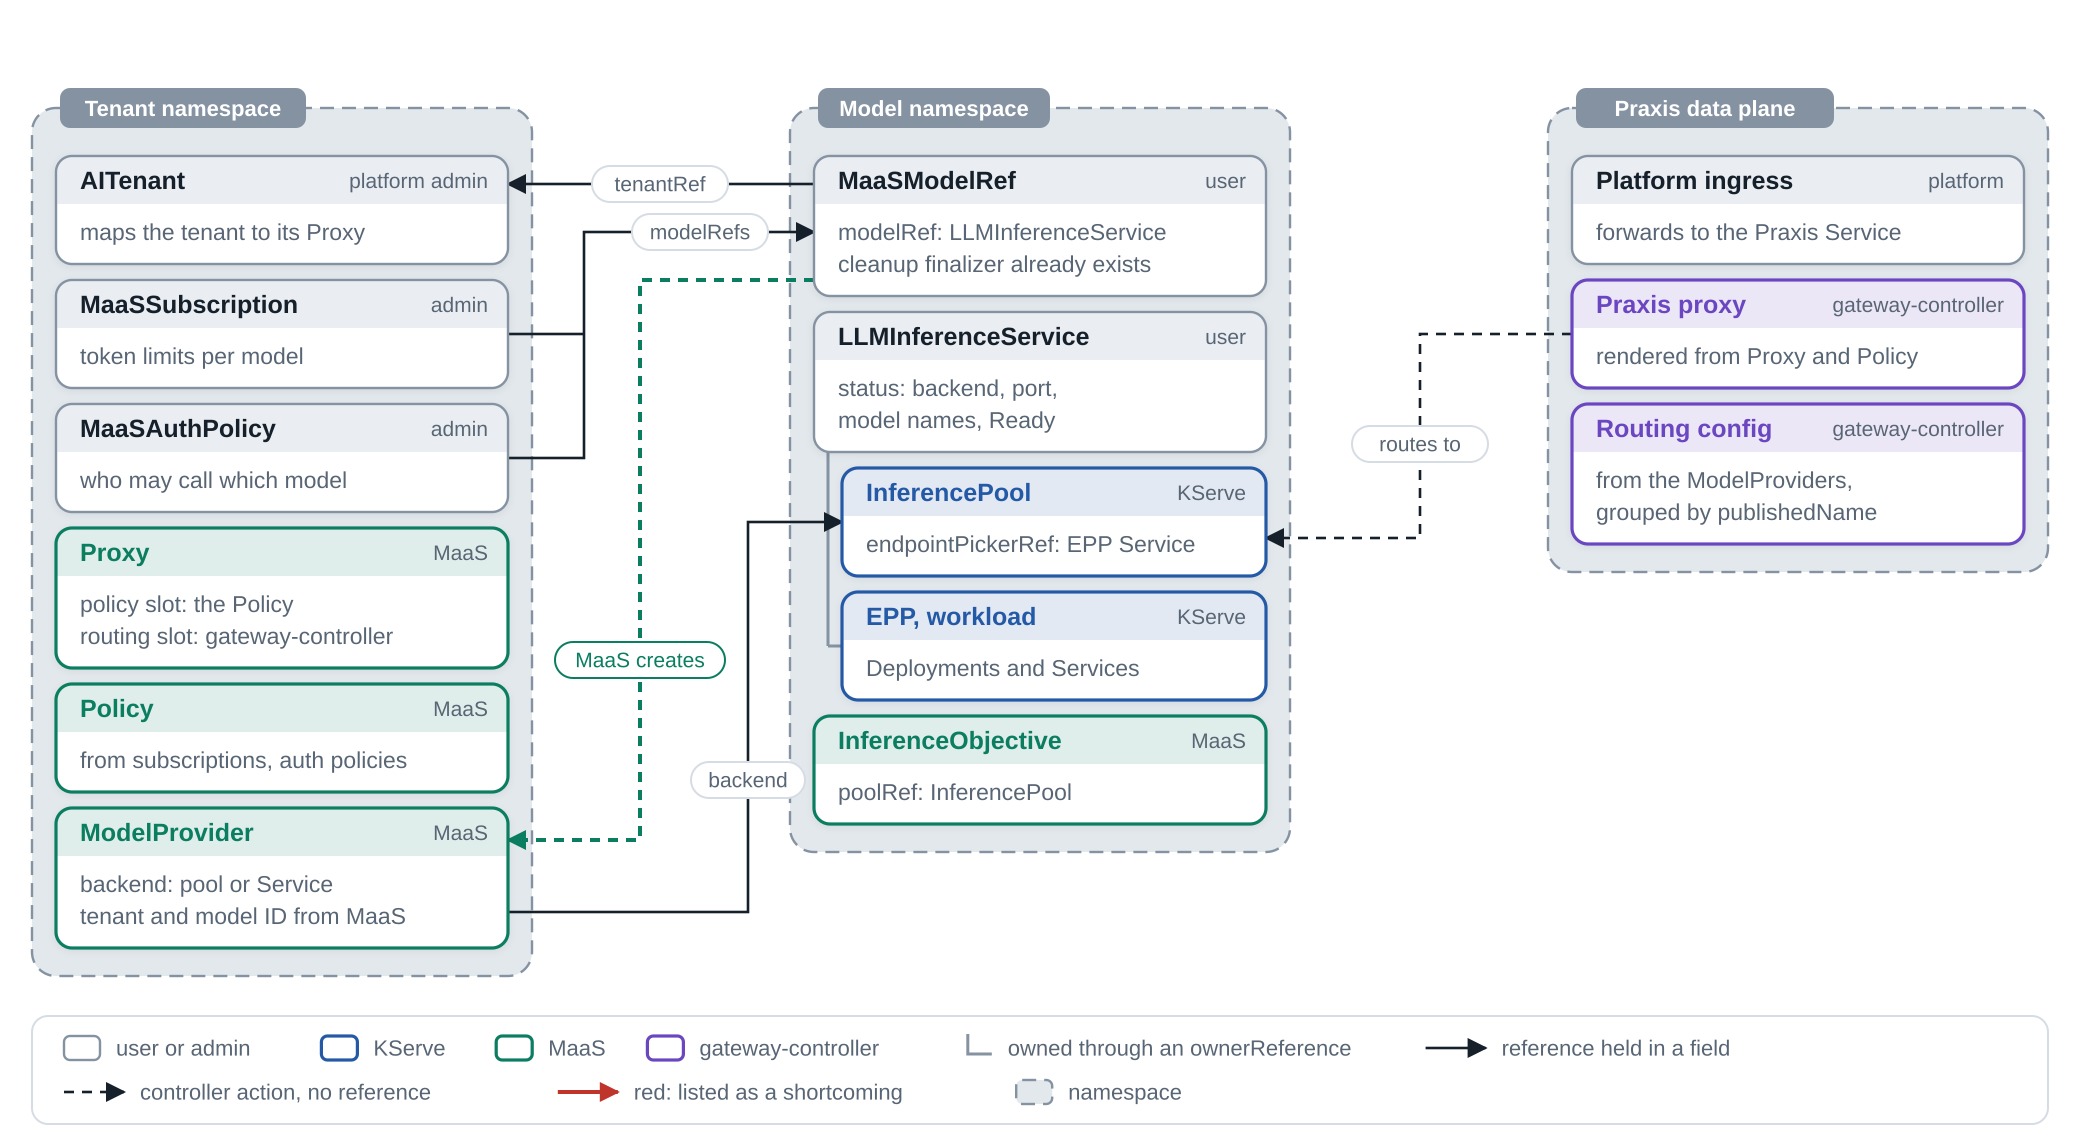 Tenant namespace
AITenant
platform admin
maps the tenant to its Proxy
MaaSSubscription
admin
token limits per model
MaaSAuthPolicy
admin
who may call which model
Proxy
MaaS
policy slot: the Policy
routing slot: gateway-controller
Policy
MaaS
from subscriptions, auth policies
ModelProvider
MaaS
backend: pool or Service
tenant and model ID from MaaS
tenantRef
modelRefs
MaaS creates
backend
Model namespace
MaaSModelRef
user
modelRef: LLMInferenceService
cleanup finalizer already exists
LLMInferenceService
user
status: backend, port,
model names, Ready
InferencePool
KServe
endpointPickerRef: EPP Service
EPP, workload
KServe
Deployments and Services
InferenceObjective
MaaS
poolRef: InferencePool
routes to
Praxis data plane
Platform ingress
platform
forwards to the Praxis Service
Praxis proxy
gateway-controller
rendered from Proxy and Policy
Routing config
gateway-controller
from the ModelProviders,
grouped by publishedName
user or admin
KServe
MaaS
gateway-controller
owned through an ownerReference
reference held in a field
controller action, no reference
red: listed as a shortcoming
namespace